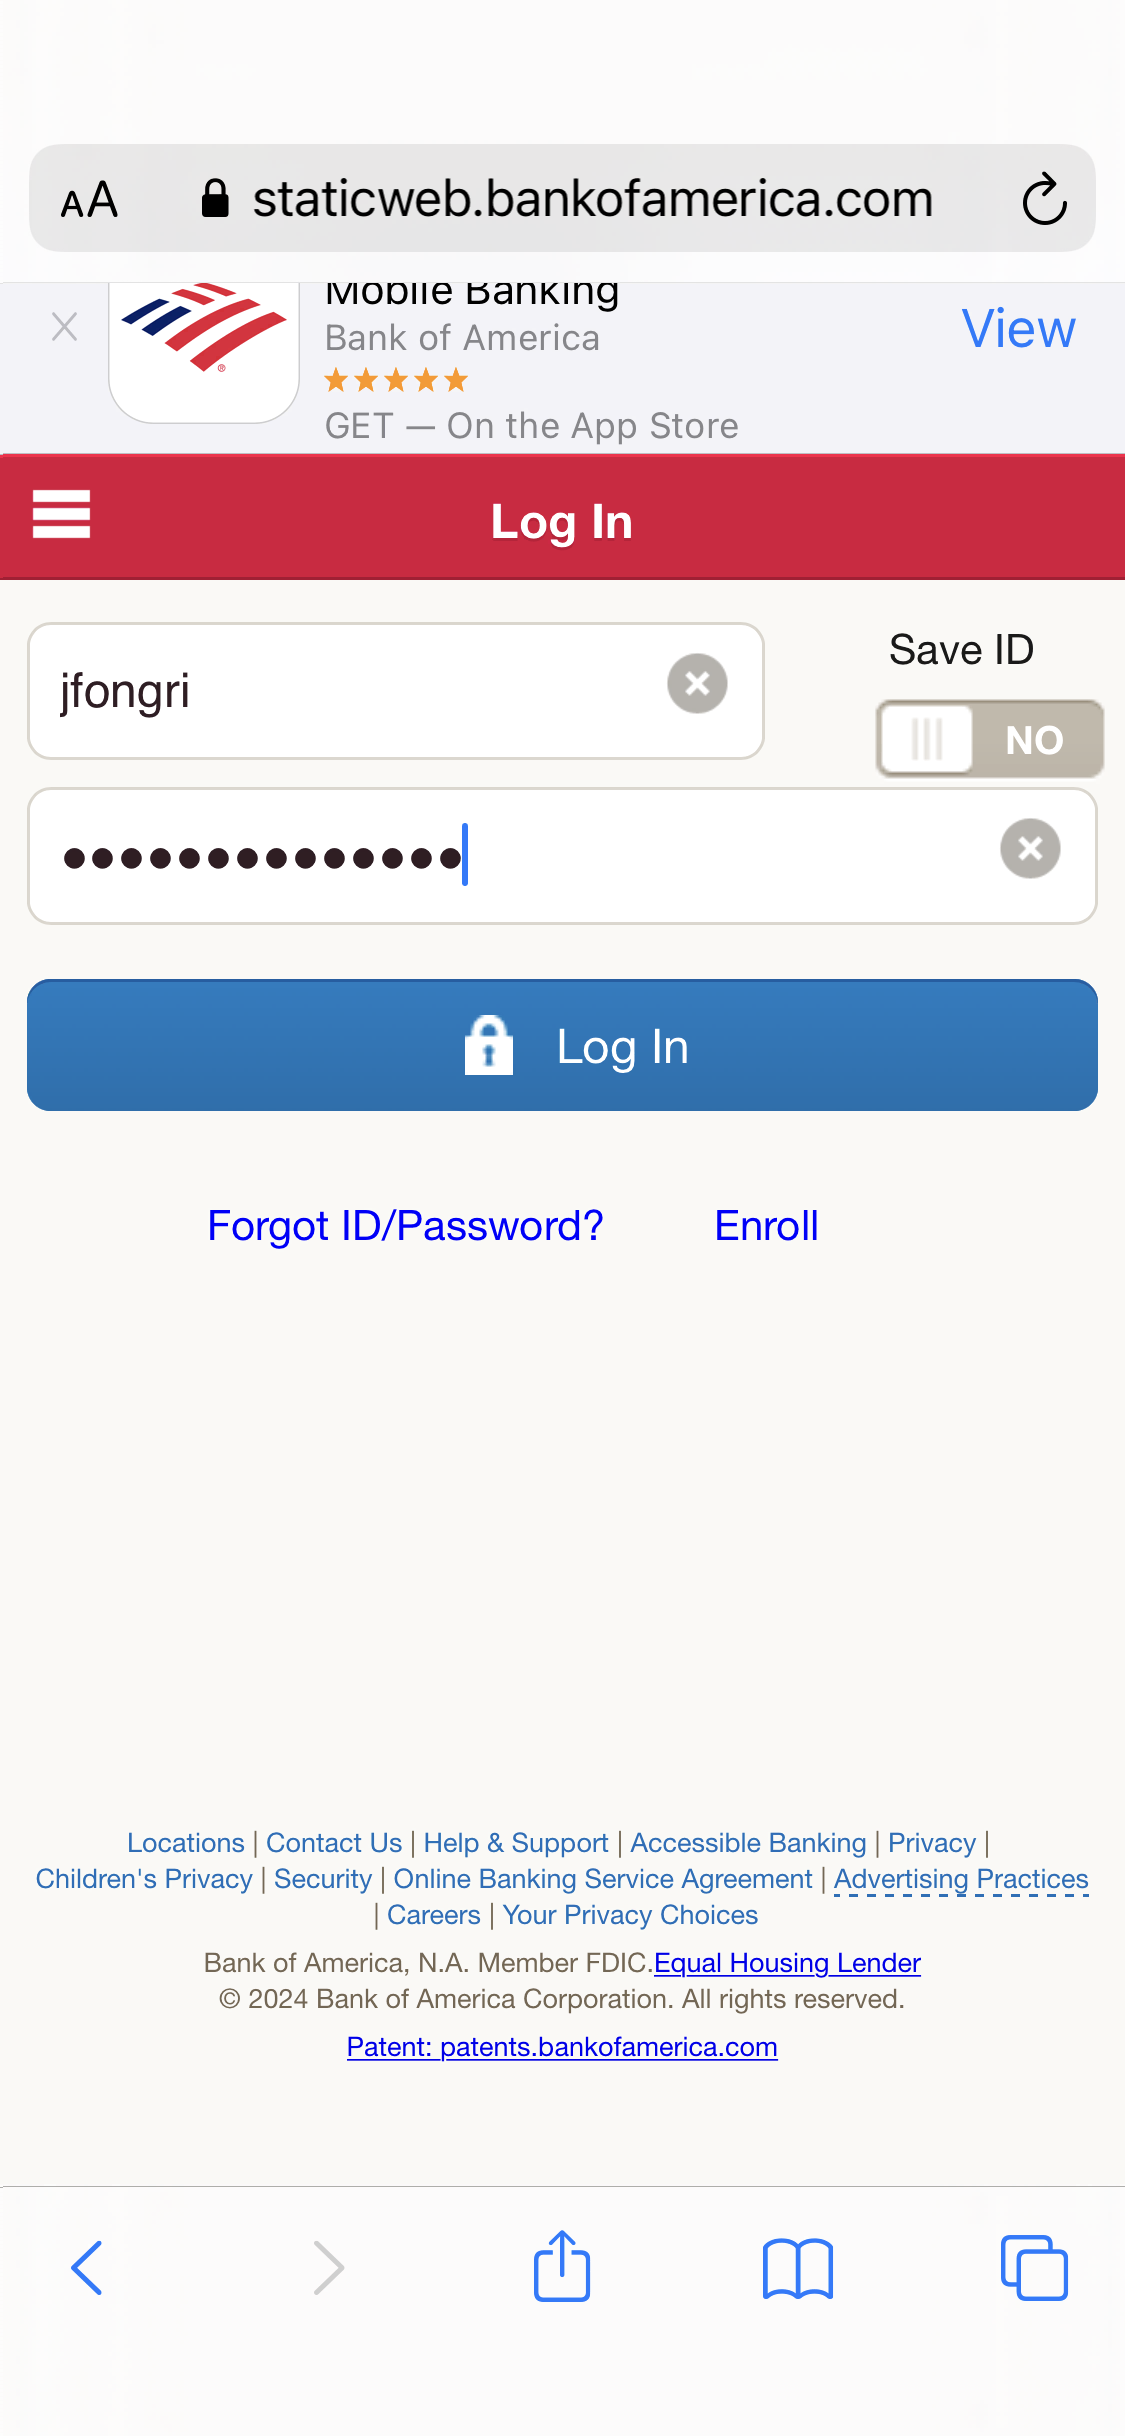 AA staticweb.bankofamerica.com
Mobile Banking
Bank of America
View
GET — On the App Store
Log In
jfongri
Save ID
NO
Log In
Forgot ID/Password? Enroll
Locations | Contact Us | Help & Support | Accessible Banking | Privacy |
Children's Privacy | Security | Online Banking Service Agreement | Advertising Practices
| Careers | Your Privacy Choices
Bank of America, N.A. Member FDIC.Equal Housing Lender
© 2024 Bank of America Corporation. All rights reserved.
Patent: patents.bankofamerica.com